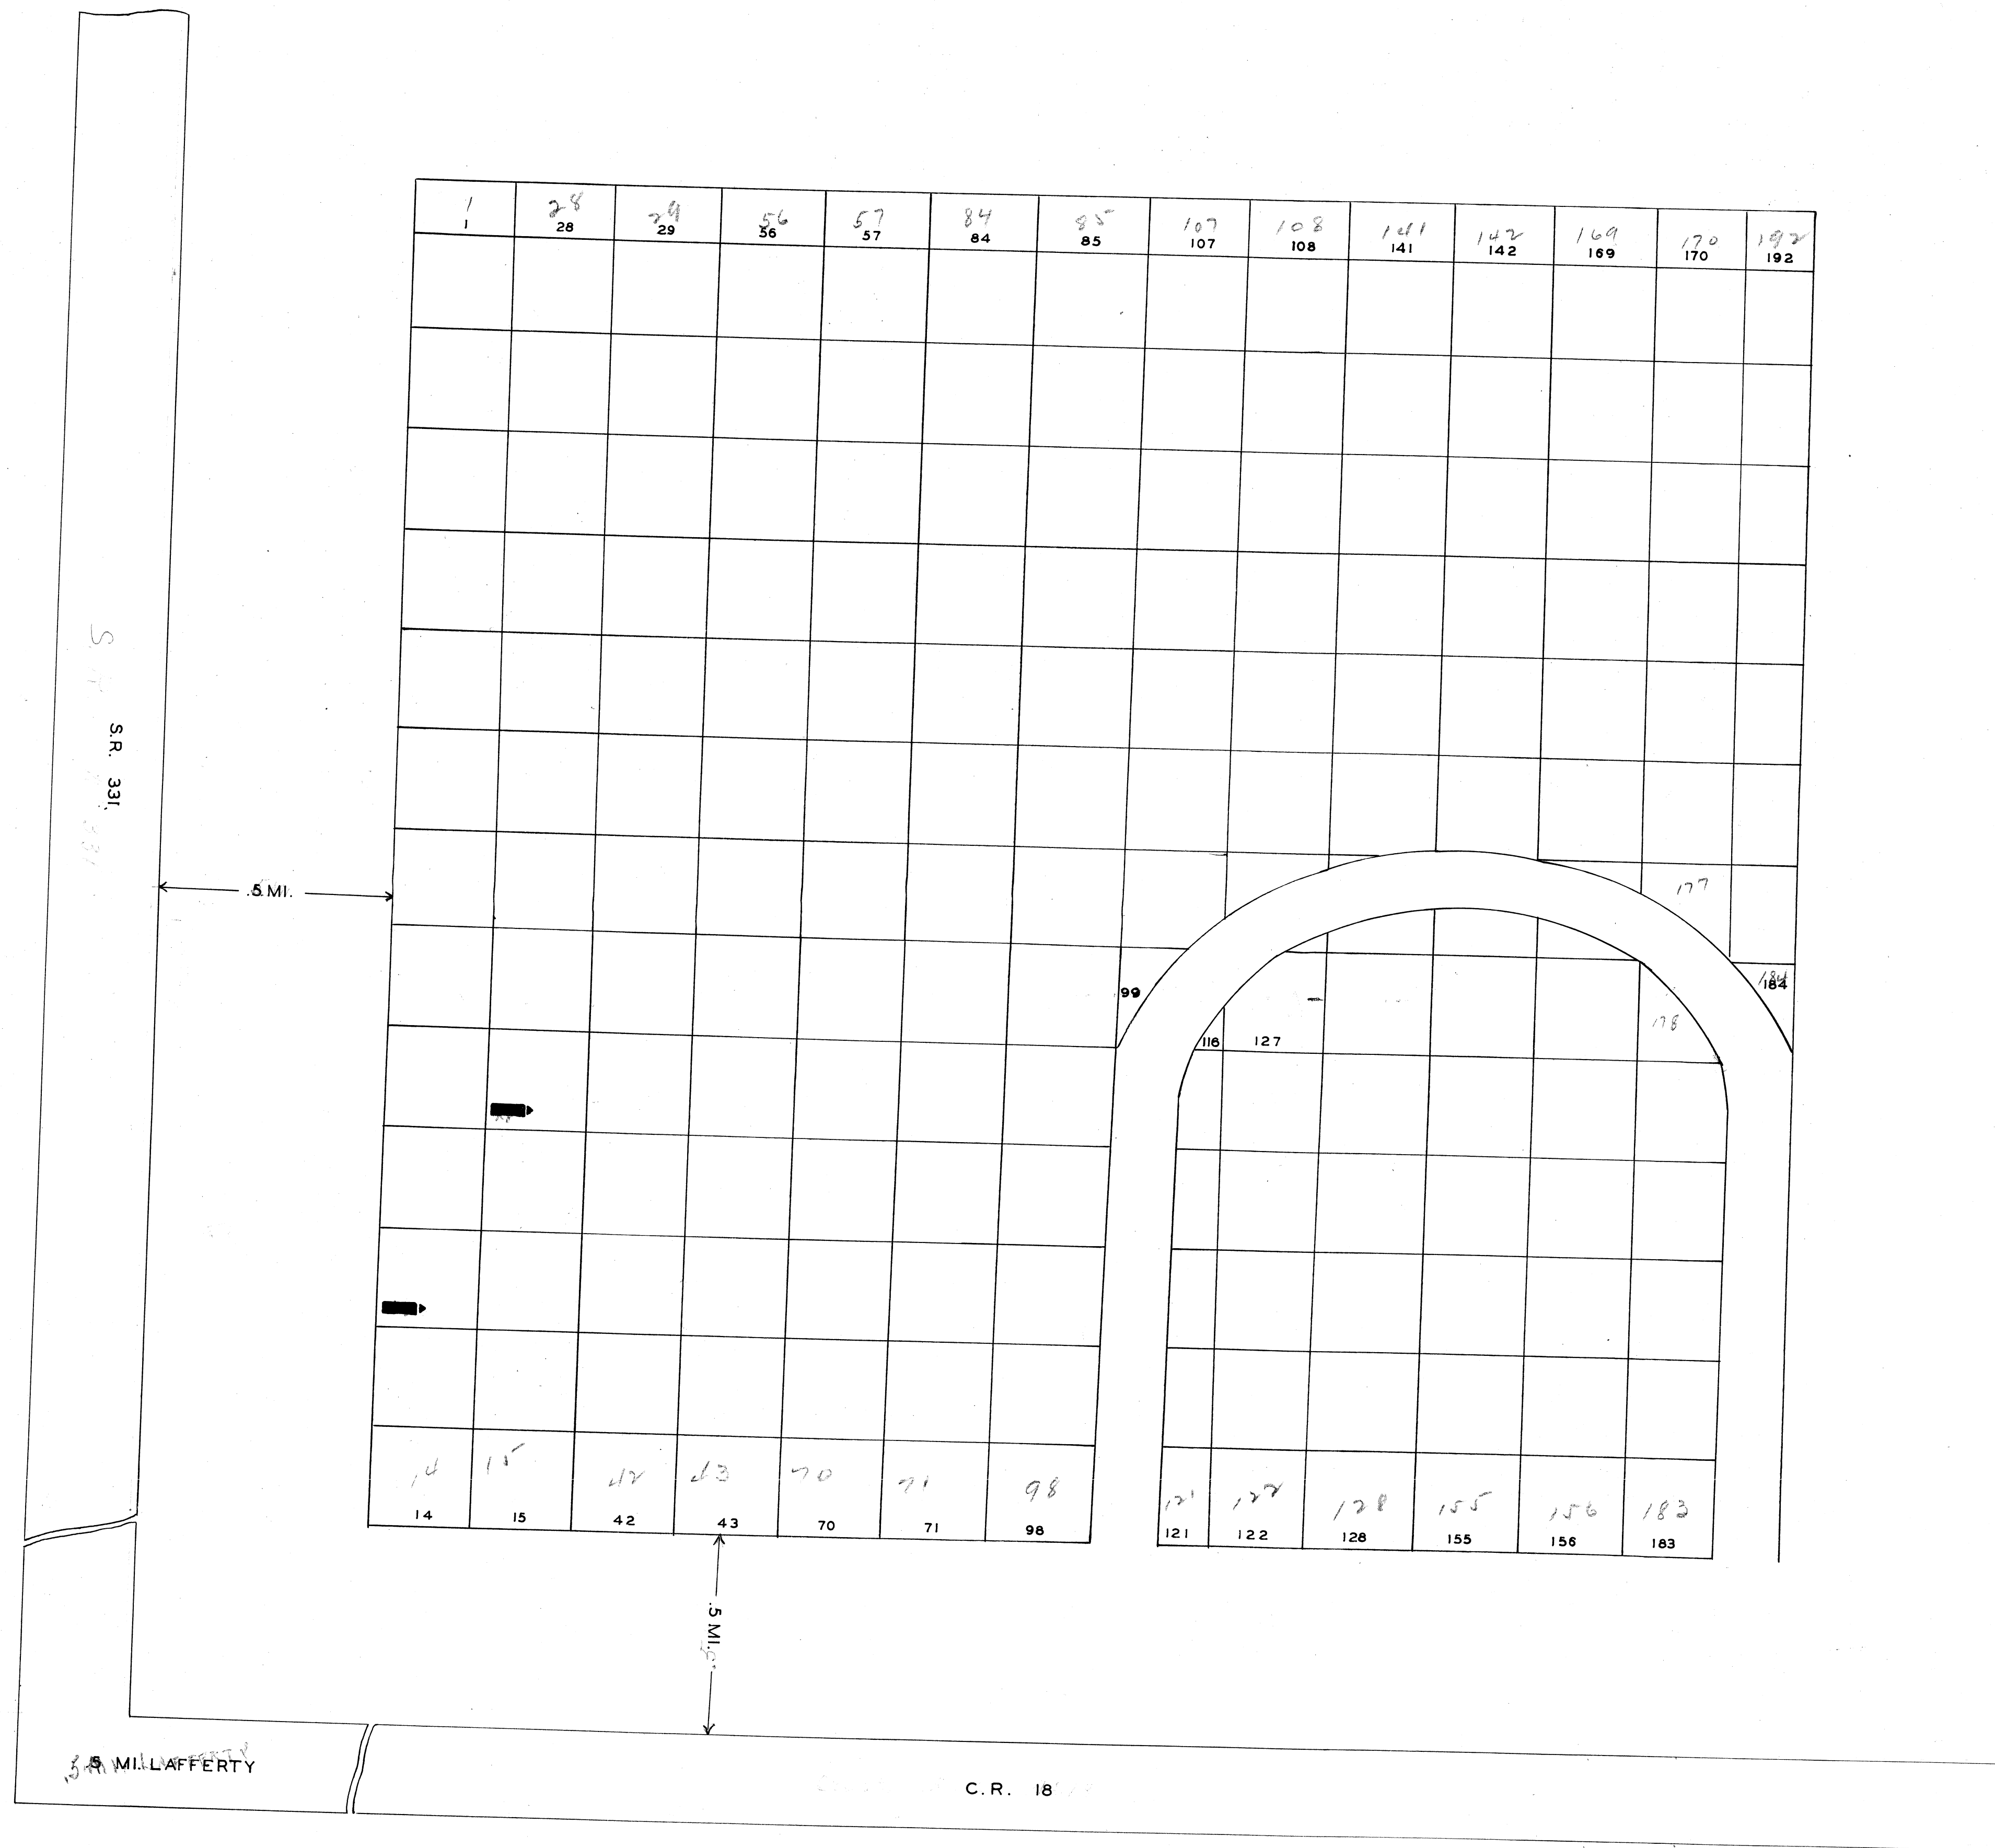 1 28 29 56 57 84 85 107 108 141 142 169 170 192
1 28 29 56 57 84 85 107 108 141 142 169 170 192
S.R. 331,
.5 MI.
177
184
99
184
178
116 127
14 15 42 43 70 71 98 121 122 128 155 156 183
14 15 42 43 70 71 98 121 122 128 155 156 183
.5 MI.
.5 MI. LAFFERTY
C.R. 18